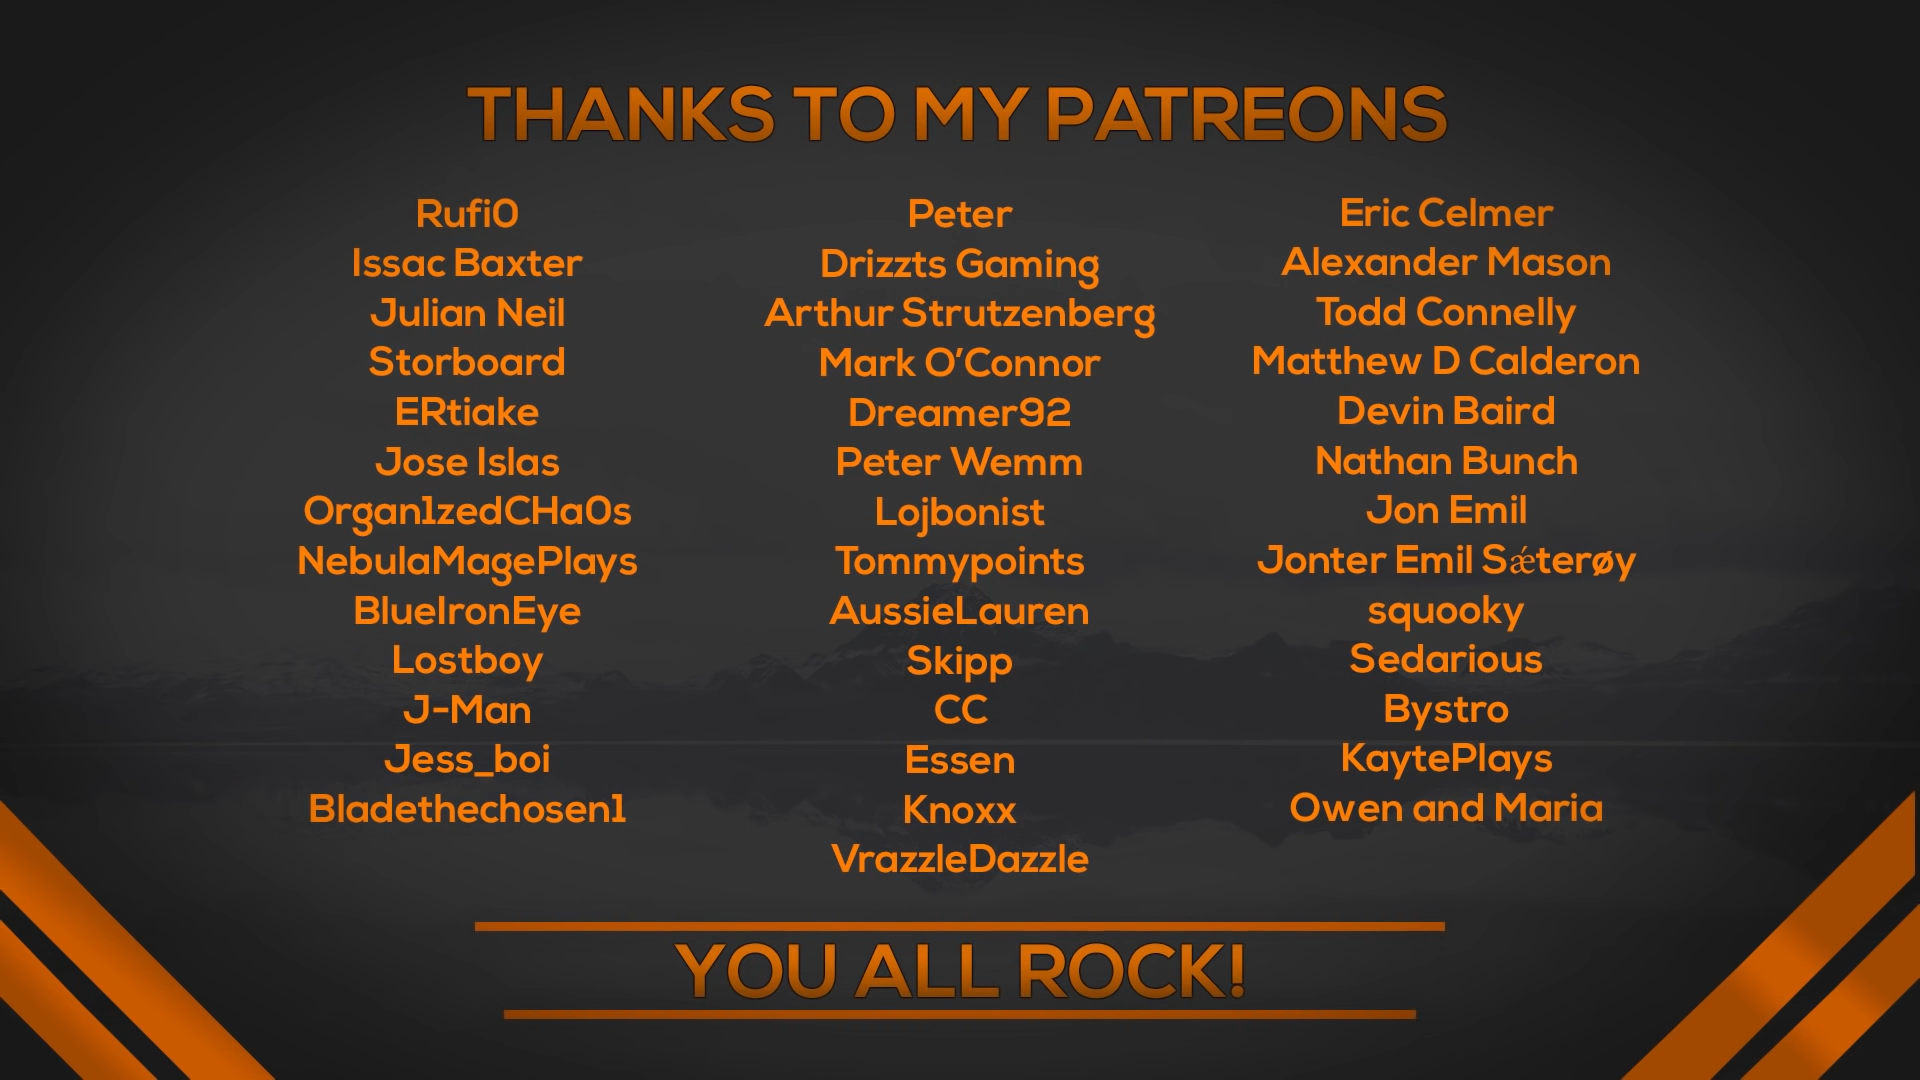 THANKS TO MY PATREONS
Rufi0
Issac Baxter
Julian Neil
Storboard
ERtiake
Jose Islas
Organ1zedCHa0s
NebulaMagePlays
BlueIronEye
Lostboy
J-Man
Jess_boi
Bladethechosen1
Peter
Drizzts Gaming
Arthur Strutzenberg
Mark O’Connor
Dreamer92
Peter Wemm
Lojbonist
Tommypoints
AussieLauren
Skipp
CC
Essen
Knoxx
VrazzleDazzle
Eric Celmer
Alexander Mason
Todd Connelly
Matthew D Calderon
Devin Baird
Nathan Bunch
Jon Emil
Jonter Emil Sǽterøy
squooky
Sedarious
Bystro
KaytePlays
Owen and Maria
YOU ALL ROCK!